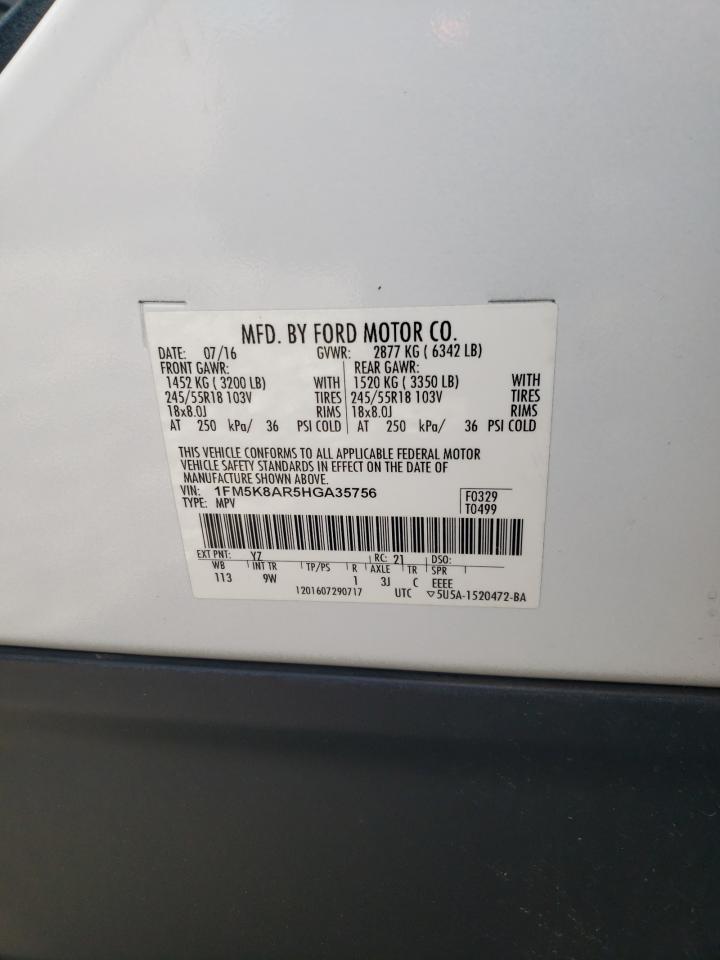 MFD. BY FORD MOTOR CO.
DATE: 07/16 GVWR: 2877 KG ( 6342 LB)
FRONT GAWR: REAR GAWR:
1452 KG ( 3200 LB) WITH 1520 KG ( 3350 LB) WITH
245/55R18 103V TIRES 245/55R18 103V TIRES
18x8.0J RIMS 18x8.0J RIMS
AT 250 kPa/ 36 PSI COLD AT 250 kPa/ 36 PSI COLD
THIS VEHICLE CONFORMS TO ALL APPLICABLE FEDERAL MOTOR
VEHICLE SAFETY STANDARDS IN EFFECT ON THE DATE OF
MANUFACTURE SHOWN ABOVE.
VIN: 1FM5K8AR5HGA35756 F0329
TYPE: MPV T0499
EXT PNT: YZ RC: 21 DSO:
WB INT TR TP/PS R AXLE TR SPR
113 9W 1 3J C EEEE
1201607290717 UTC ▽5U5A-1520472-BA